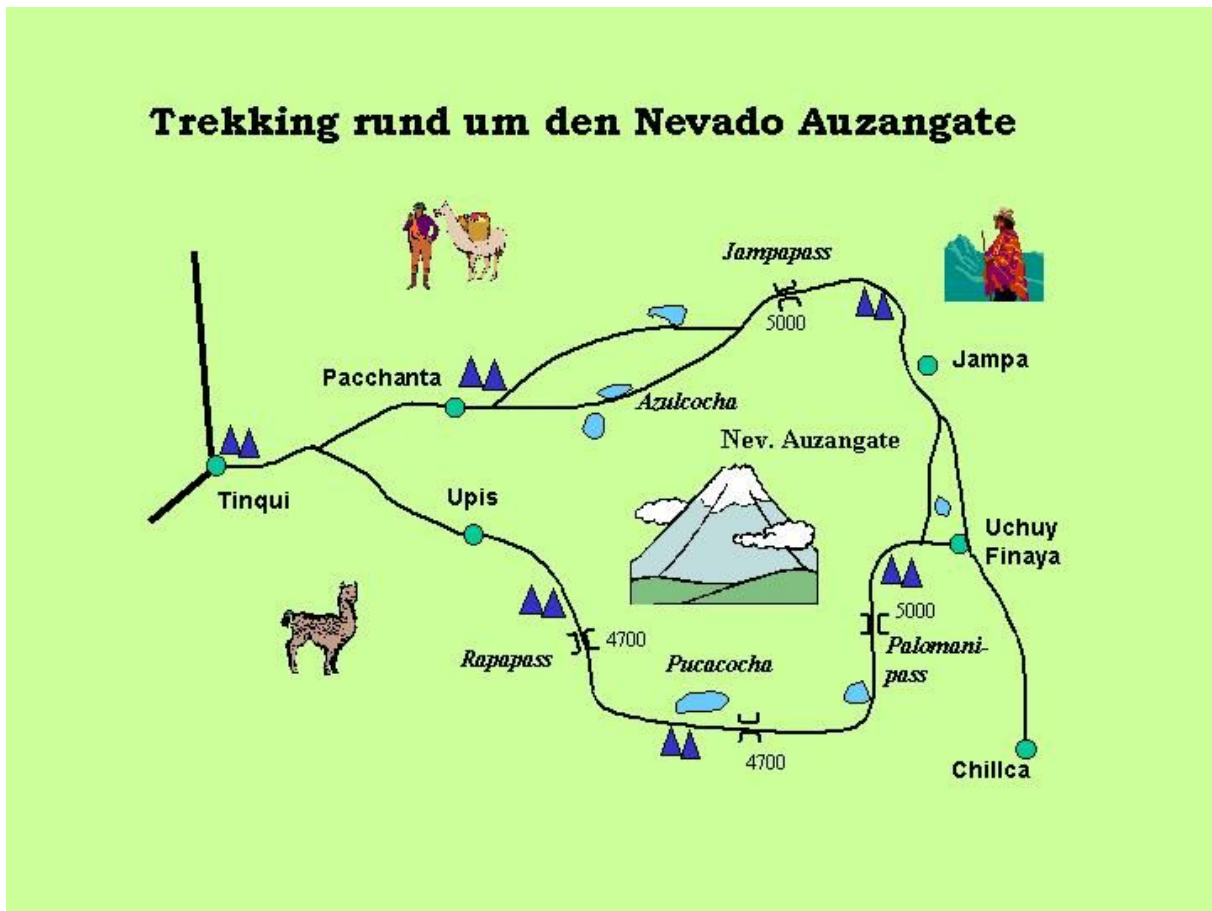 Trekking rund um den Nevado Auzangate
Jampapass
5000
Jampa
Pacchanta
Azulcocha
Nev. Auzangate
Tinqui
Upis
Uchuy
Finaya
5000
Rapapass
4700
Pucacocha
Palomani-
pass
4700
Chillca